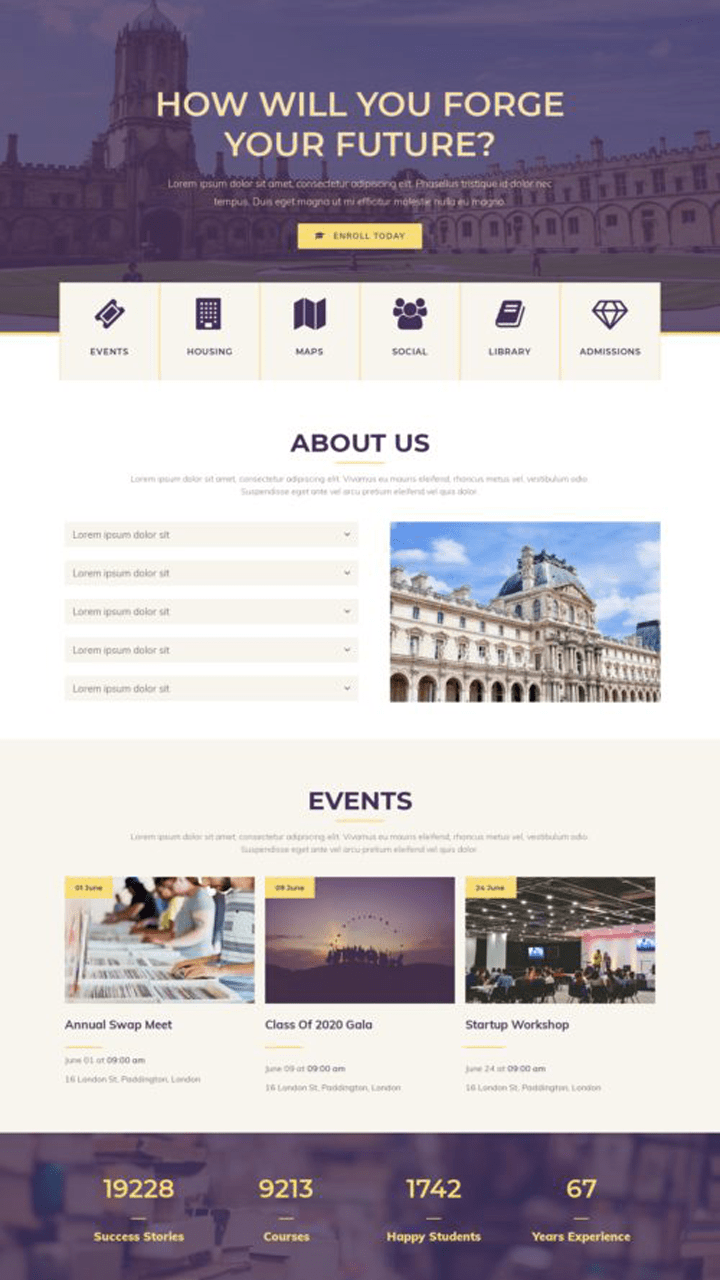 HOW WILL YOU FORGE
YOUR FUTURE?
Lorem ipsum dolor sit amet, consectetur adipiscing elit. Phasellus tristique id dolor nec
tempus. Duis eget magna ut mi efficitur molestie nulla eu magna.
ENROLL TODAY
EVENTS
HOUSING
MAPS
SOCIAL
LIBRARY
ADMISSIONS
ABOUT US
Lorem ipsum dolor sit amet, consectetur adipiscing elit. Vivamus eu mauris eleifend, rhoncus metus vel, vestibulum odio.
Suspendisse eget ante vel arcu pretium eleifend vel quis dolor.
Lorem ipsum dolor sit
Lorem ipsum dolor sit
Lorem ipsum dolor sit
Lorem ipsum dolor sit
Lorem ipsum dolor sit
EVENTS
Lorem ipsum dolor sit amet, consectetur adipiscing elit. Vivamus eu mauris eleifend, rhoncus metus vel, vestibulum odio.
Suspendisse eget ante vel arcu pretium eleifend vel quis dolor.
01 June
Annual Swap Meet
June 01 at 09:00 am
16 London St, Paddington, London
09 June
Class Of 2020 Gala
June 09 at 09:00 am
16 London St, Paddington, London
24 June
Startup Workshop
June 24 at 09:00 am
16 London St, Paddington, London
19228
Success Stories
9213
Courses
1742
Happy Students
67
Years Experience